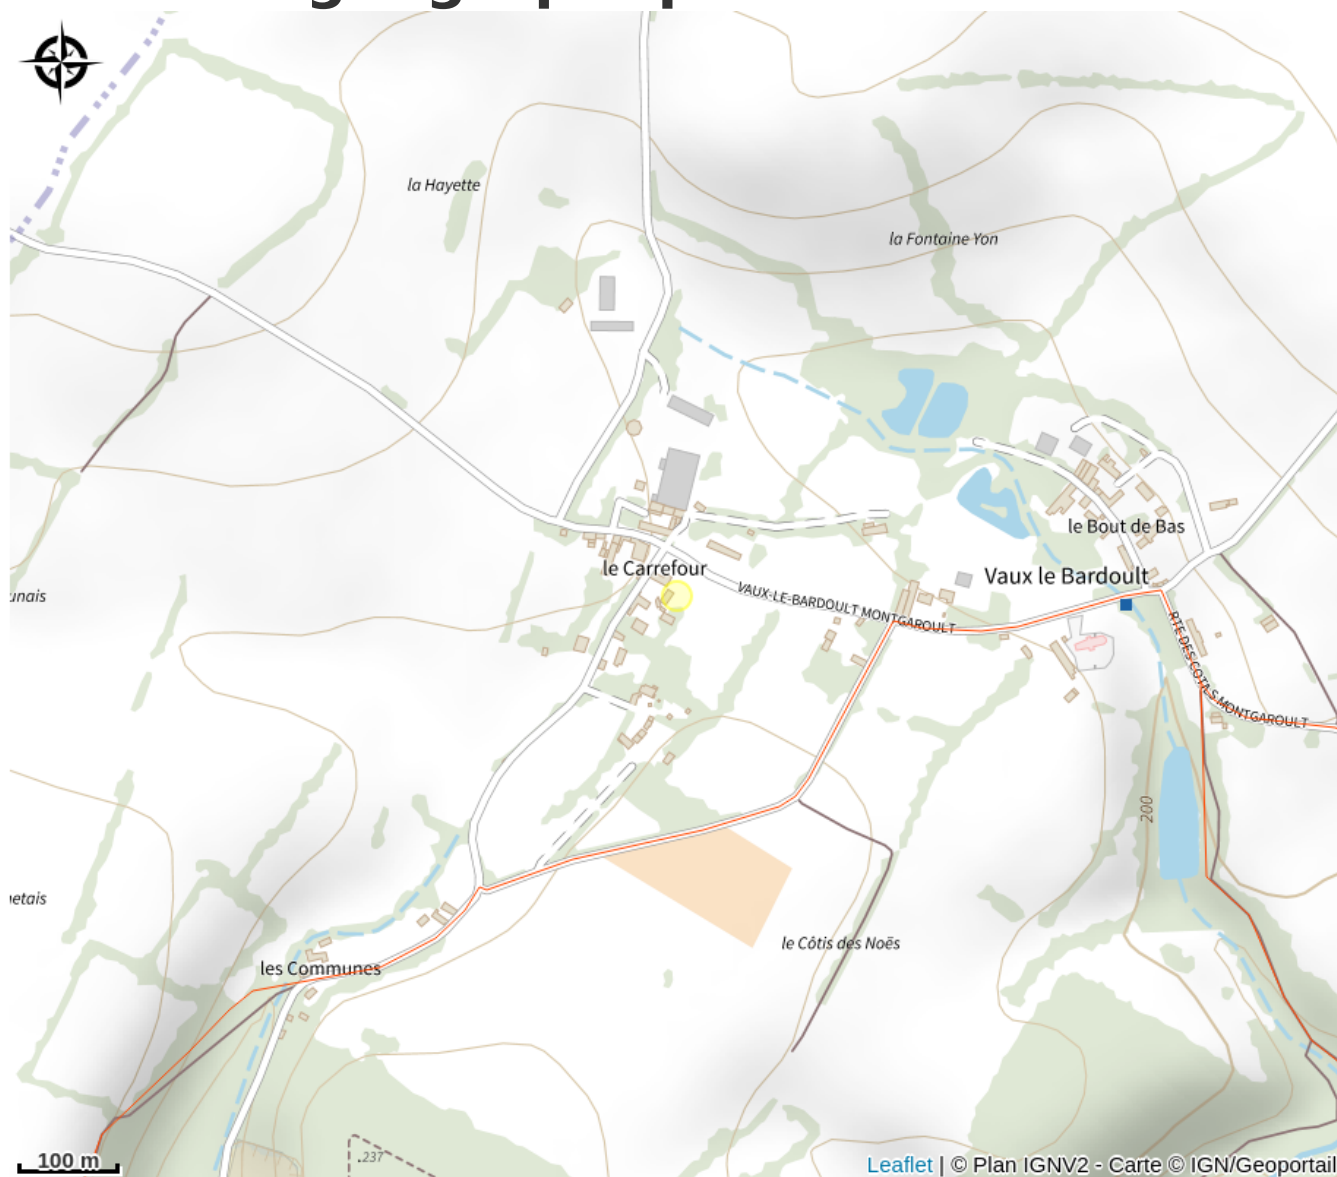 la Hayette
la Fontaine Yon
le Bout de Bas
le Carrefour
Vaux le Bardoult
VAUX-LE-BARDOULT MONTGAROULT
unais
RTE DES COTAS MONTGAROULT
200
etais
le Côtis des Noës
les Communes
.237
100 m
Leaflet | © Plan IGNV2 - Carte © IGN/Geoportail